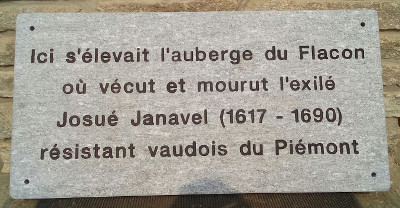 Ici s'élevait l'auberge du Flacon
où vécut et mourut l'exilé
Josué Janavel (1617 - 1690)
résistant vaudois du Piémont